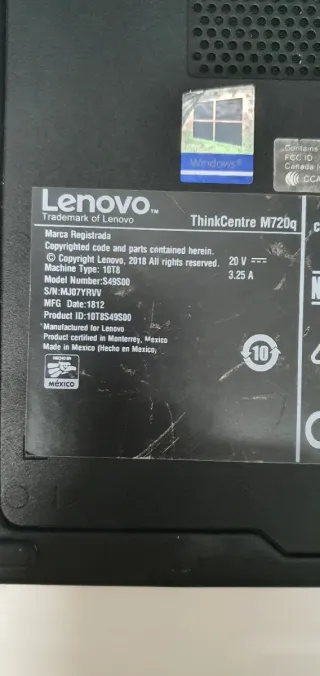 Windows®
Contains
FCC ID
Canada I
CCA
Lenovo™
Trademark of Lenovo
ThinkCentre M720q
Marca Registrada
Copyrighted code and parts contained herein.
© Copyright Lenovo, 2018 All rights reserved.
20 V
Machine Type: 10T8
3.25 A
Model Number:S49S00
S/N:MJ07YRVV
MFG Date:1812
Product ID:10T8S49S00
Manufactured for Lenovo
Product certified in Monterrey, Mexico
Made in Mexico (Hecho en Mexico)
HECHO EN
MÉXICO
10